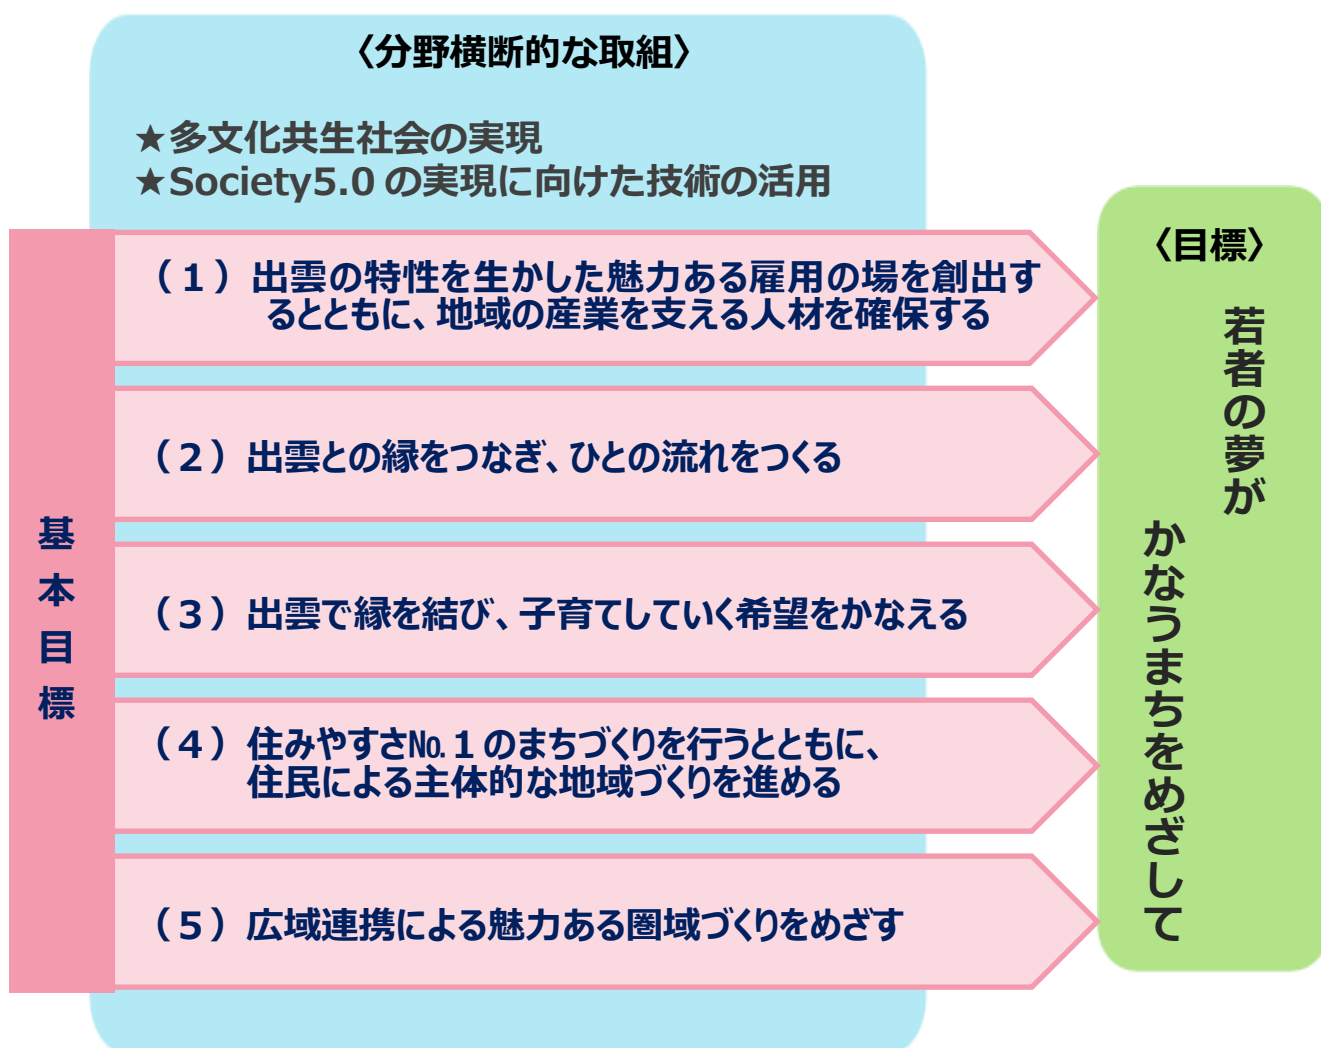 〈分野横断的な取組〉
★多文化共生社会の実現
★Society5.0 の実現に向けた技術の活用
基本目標
（１）出雲の特性を生かした魅力ある雇用の場を創出す
るとともに、地域の産業を支える人材を確保する
（２）出雲との縁をつなぎ、ひとの流れをつくる
（３）出雲で縁を結び、子育てしていく希望をかなえる
（４）住みやすさ№１のまちづくりを行うとともに、
住民による主体的な地域づくりを進める
（５）広域連携による魅力ある圏域づくりをめざす
〈目標〉
若者の夢が
かなうまちをめざして